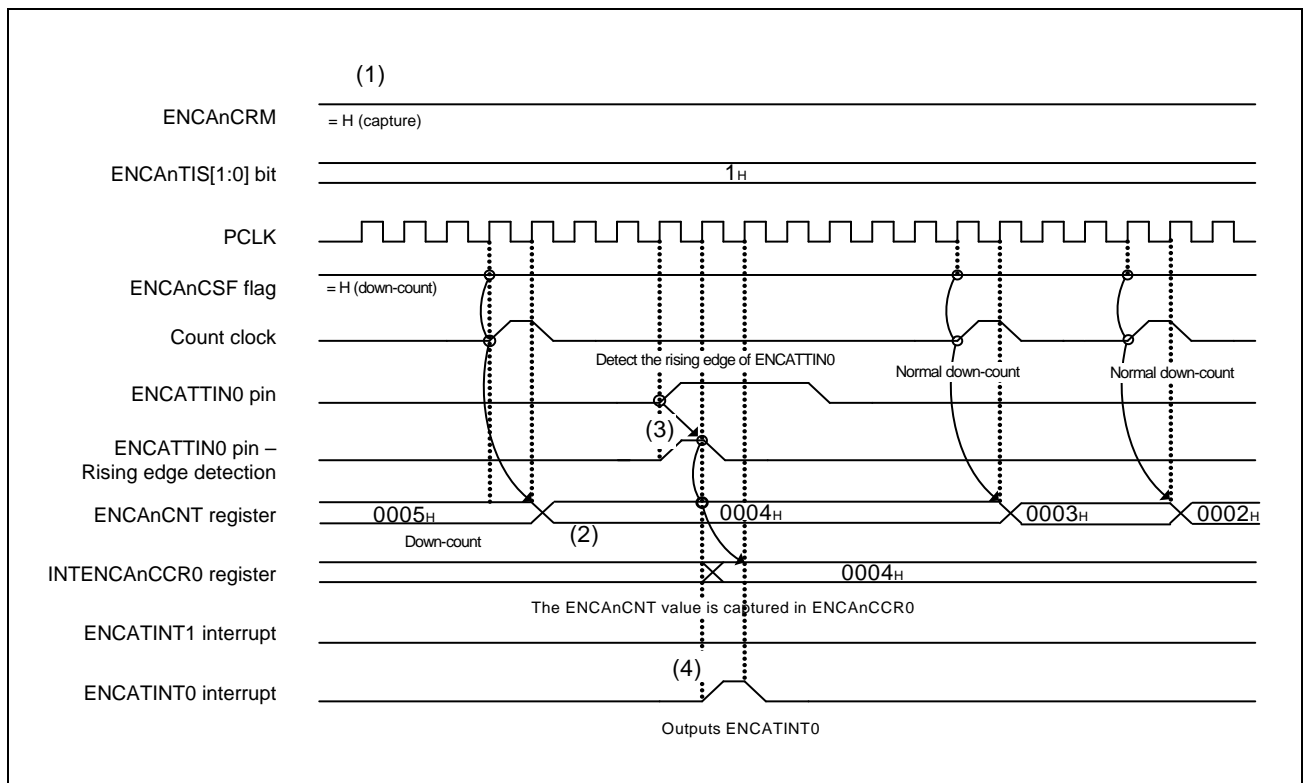 (1)
ENCAnCRM
= H (capture)
ENCAnTIS[1:0] bit
1H
PCLK
ENCAnCSF flag
= H (down-count)
Count clock
Detect the rising edge of ENCATTIN0
Normal down-count
Normal down-count
ENCATTIN0 pin
(3)
ENCATTIN0 pin –
Rising edge detection
ENCAnCNT register
0005H
0004H
0003H
0002H
Down-count
(2)
INTENCAnCCR0 register
0004H
The ENCAnCNT value is captured in ENCAnCCR0
ENCATINT1 interrupt
(4)
ENCATINT0 interrupt
Outputs ENCATINT0